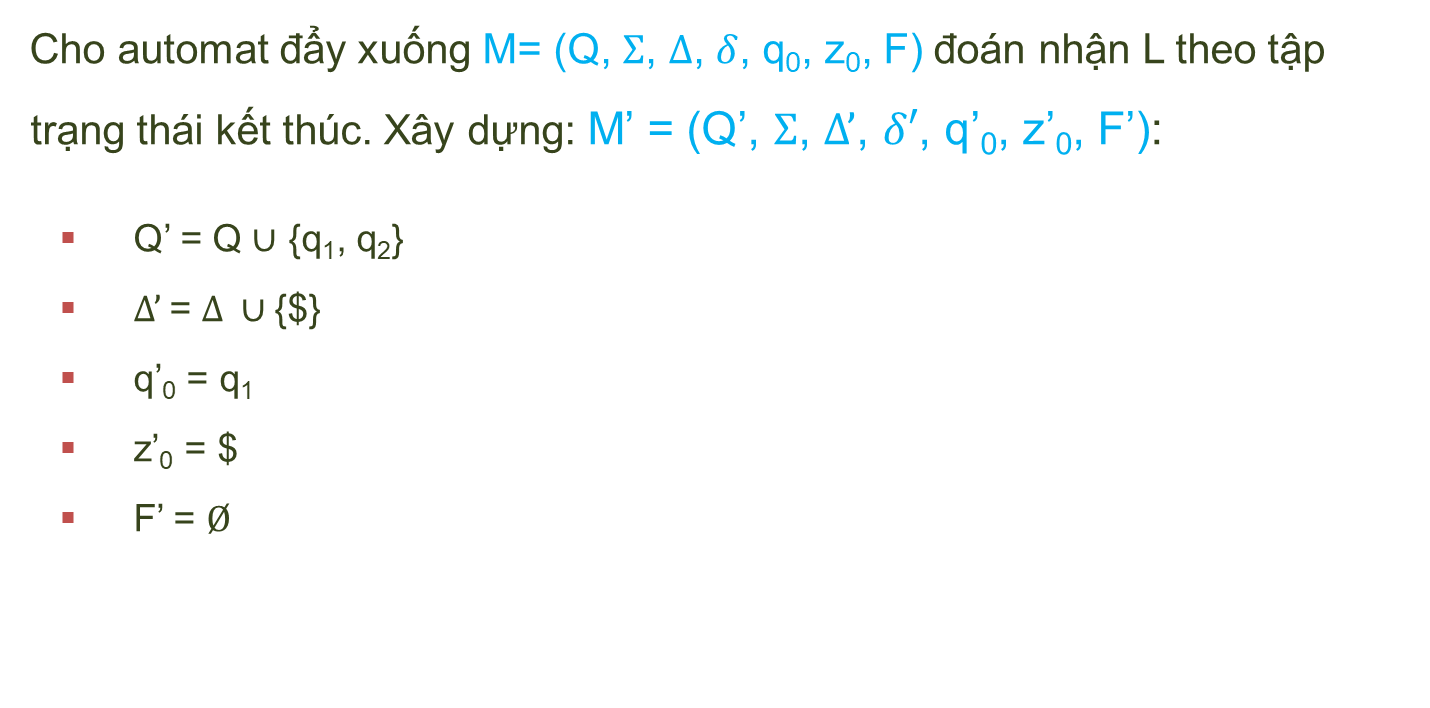 Cho automat đẩy xuống M= (Q, Σ, Δ, δ, q₀, z₀, F) đoán nhận L theo tập
trạng thái kết thúc. Xây dựng: M’ = (Q’, Σ, Δ’, δ′, q’₀, z’₀, F’):
▪ Q’ = Q ∪ {q₁, q₂}
▪ Δ’ = Δ ∪ {$}
▪ q’₀ = q₁
▪ z’₀ = $
▪ F’ = Ø